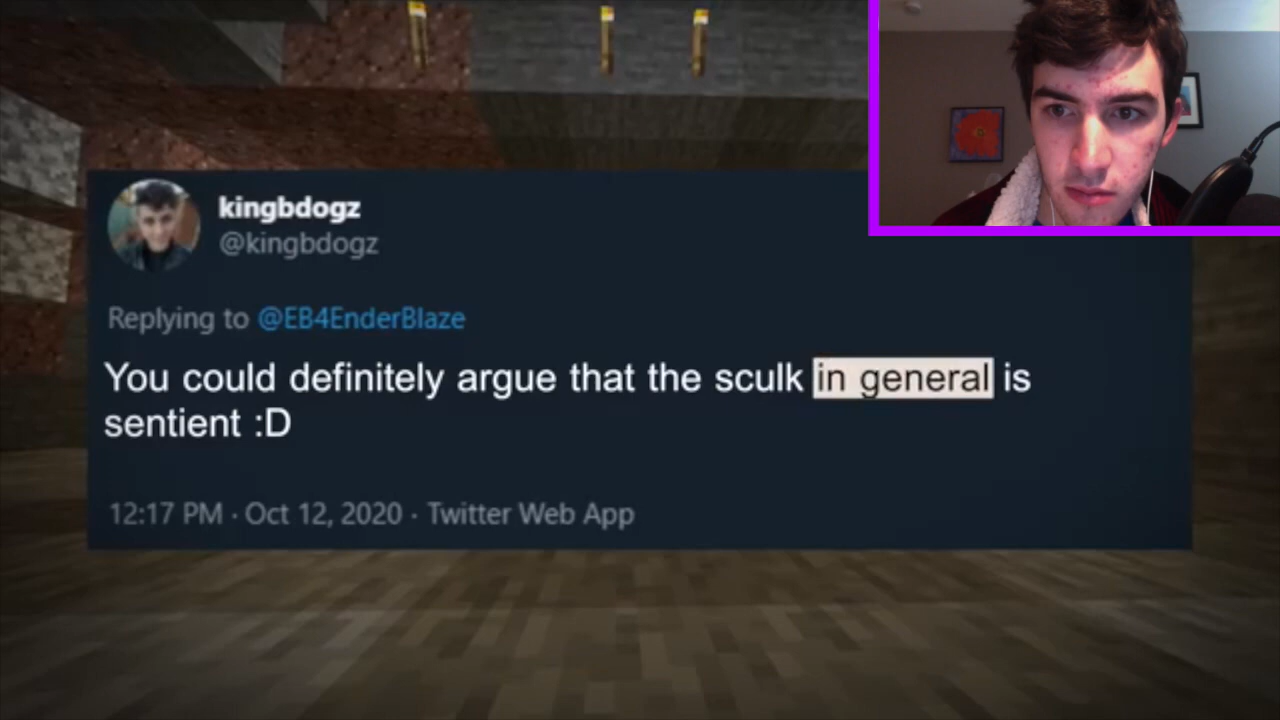 kingbdogz
@kingbdogz
Replying to @EB4EnderBlaze
You could definitely argue that the sculk in general is
sentient :D
12:17 PM · Oct 12, 2020 · Twitter Web App